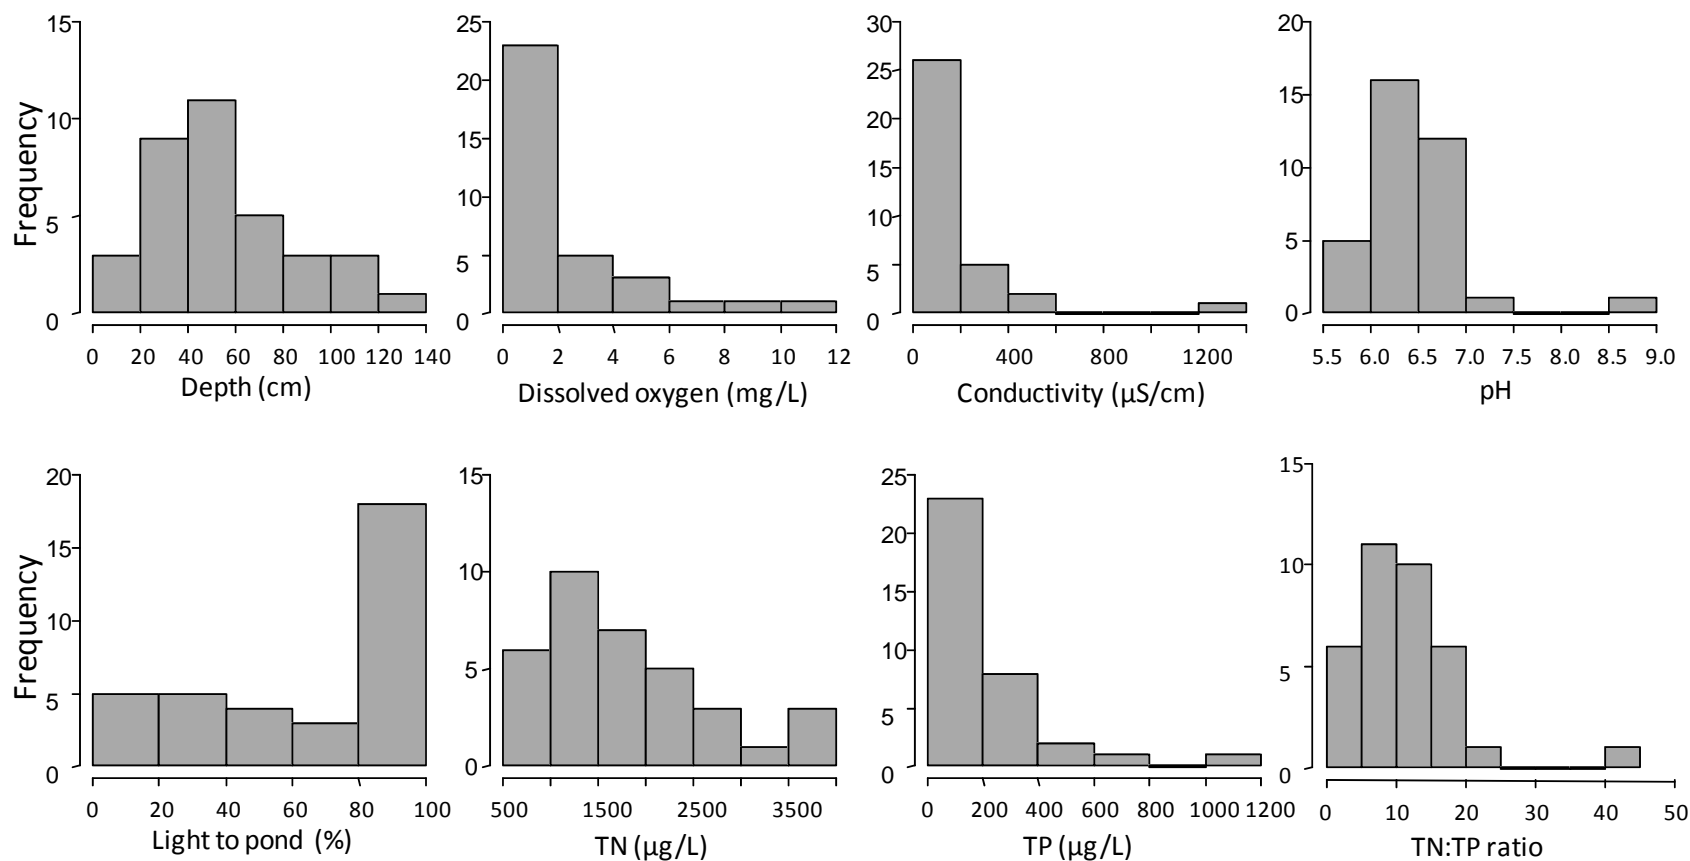 15
10
5
0
Frequency
0 20 40 60 80 100 120 140
Depth (cm)
25
20
15
10
5
0
0 2 4 6 8 10 12
Dissolved oxygen (mg/L)
30
25
20
15
10
5
0
0 400 800 1200
Conductivity (µS/cm)
20
15
10
5
0
5.5 6.0 6.5 7.0 7.5 8.0 8.5 9.0
pH
20
15
10
5
0
Frequency
0 20 40 60 80 100
Light to pond (%)
15
10
5
0
500 1500 2500 3500
TN (µg/L)
25
20
15
10
5
0
0 200 400 600 800 1000 1200
TP (µg/L)
15
10
5
0
0 10 20 30 40 50
TN:TP ratio